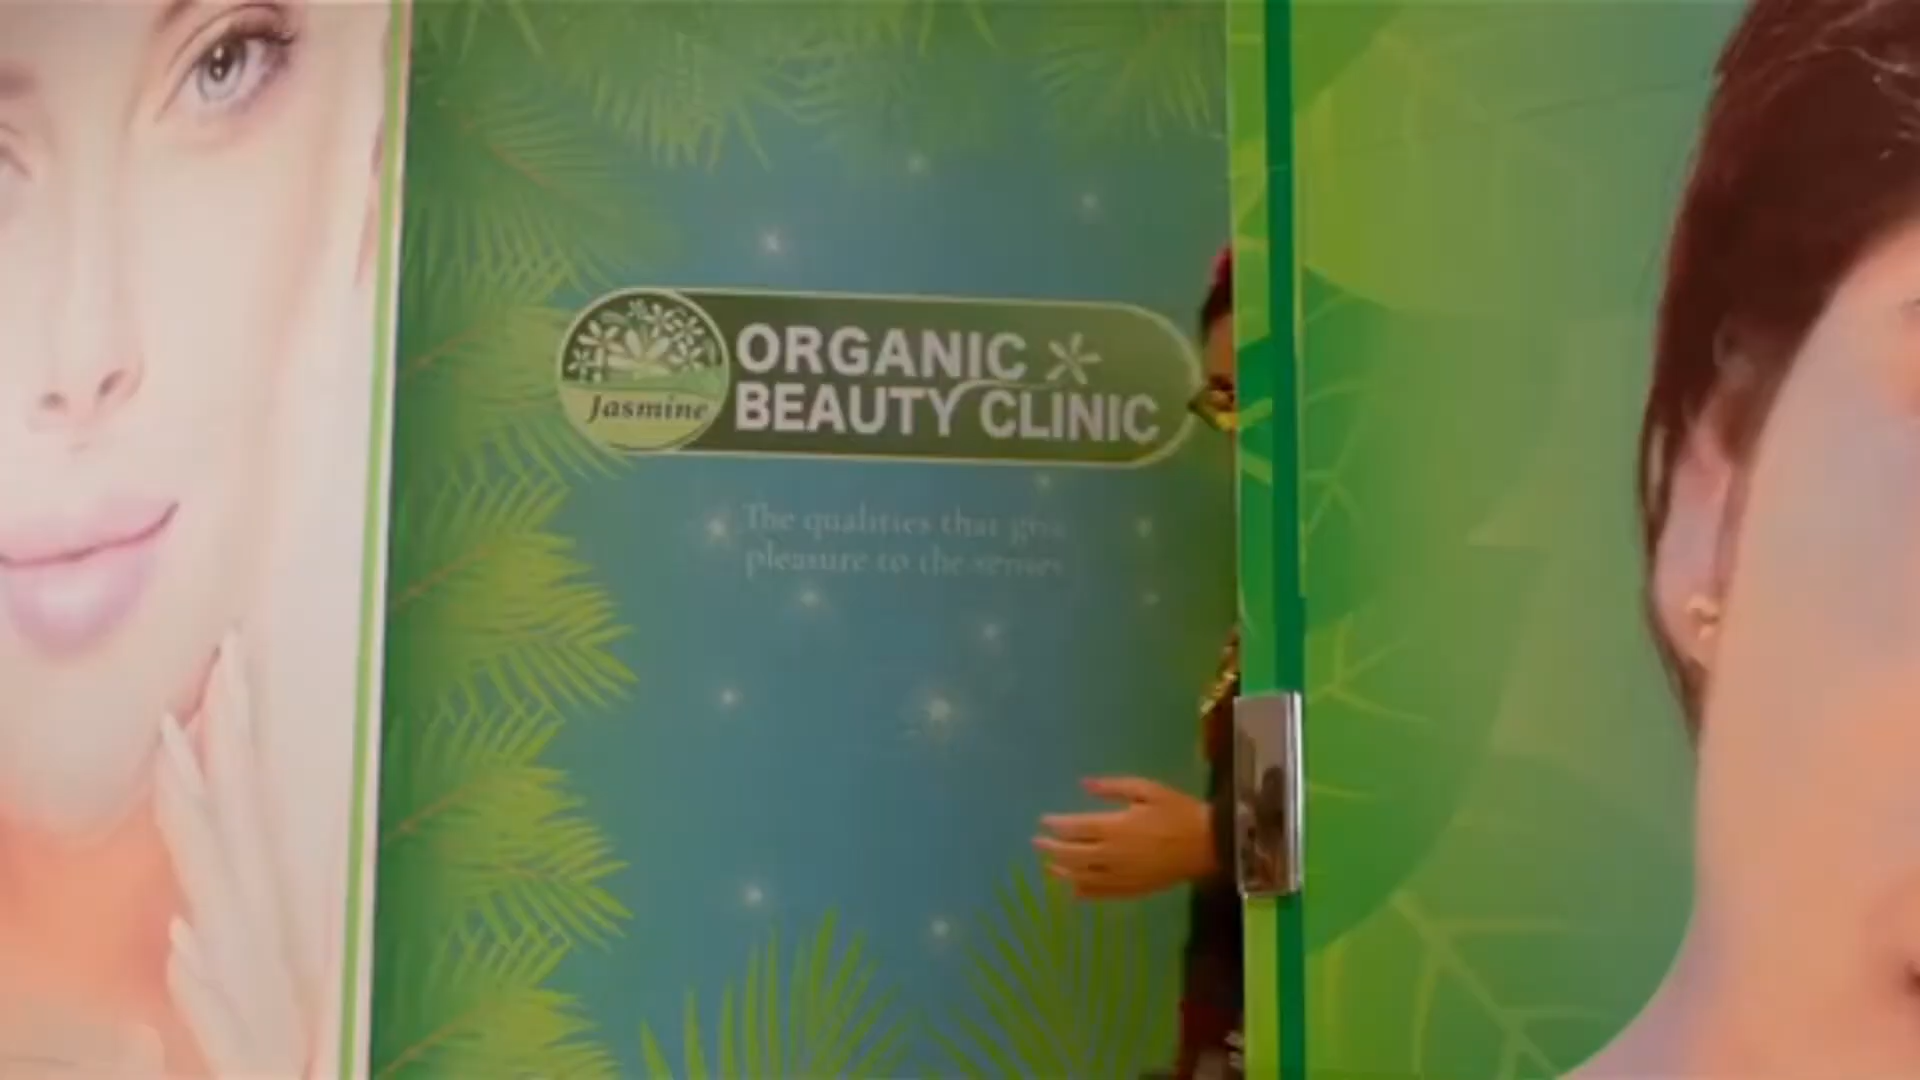 Jasmine
ORGANIC
BEAUTY CLINIC
The qualities that give
pleasure to the senses